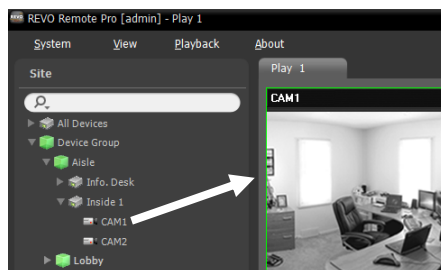 REVO REVO Remote Pro [admin] - Play 1
System View Playback About
Site
Play 1
CAM1
All Devices
Device Group
Aisle
Info. Desk
Inside 1
CAM1
CAM2
Lobby